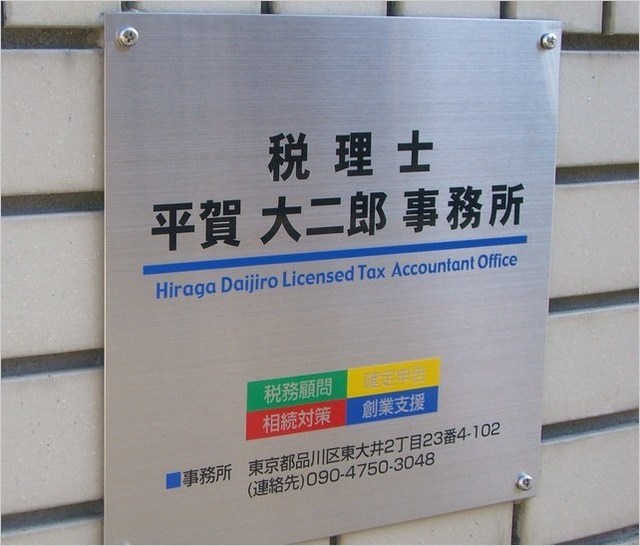 税理士
平賀 大二郎 事務所
Hiraga Daijiro Licensed Tax Accountant Office
税務顧問 確定申告
相続対策 創業支援
■事務所 東京都品川区東大井2丁目23番4-102
(連絡先)090-4750-3048